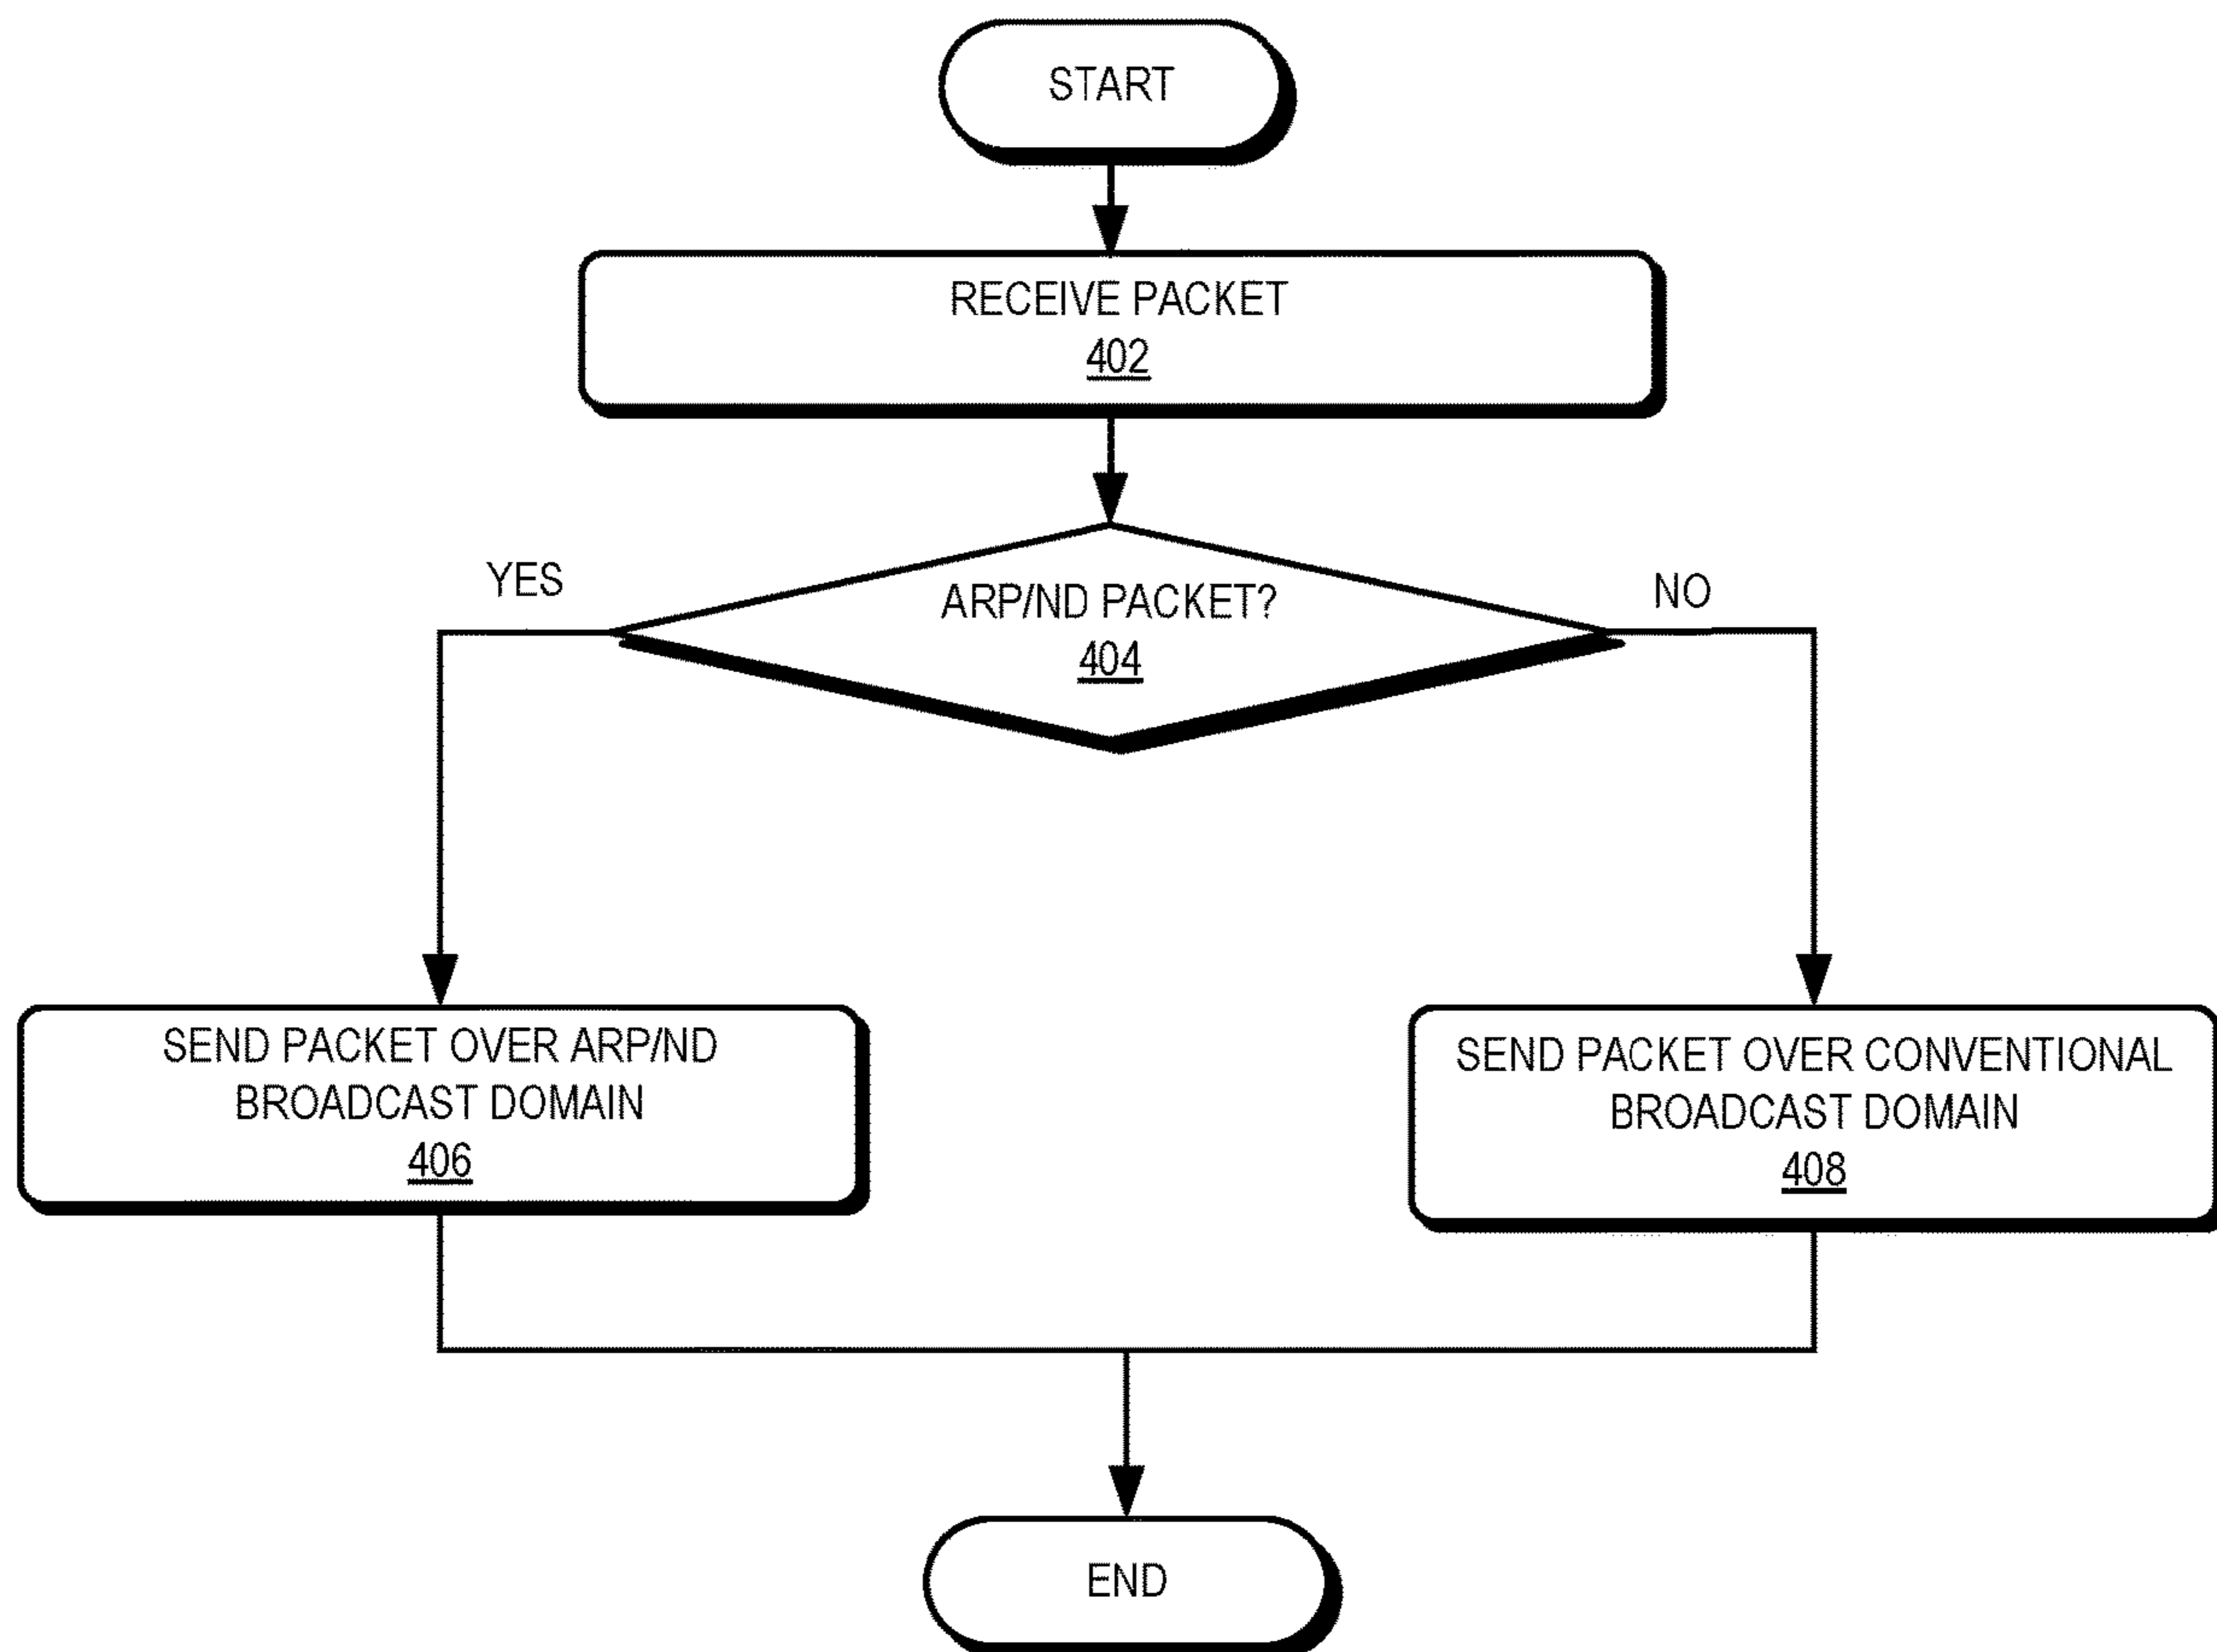 START
RECEIVE PACKET
402
ARP/ND PACKET?
404
YES
NO
SEND PACKET OVER ARP/ND
BROADCAST DOMAIN
406
SEND PACKET OVER CONVENTIONAL
BROADCAST DOMAIN
408
END